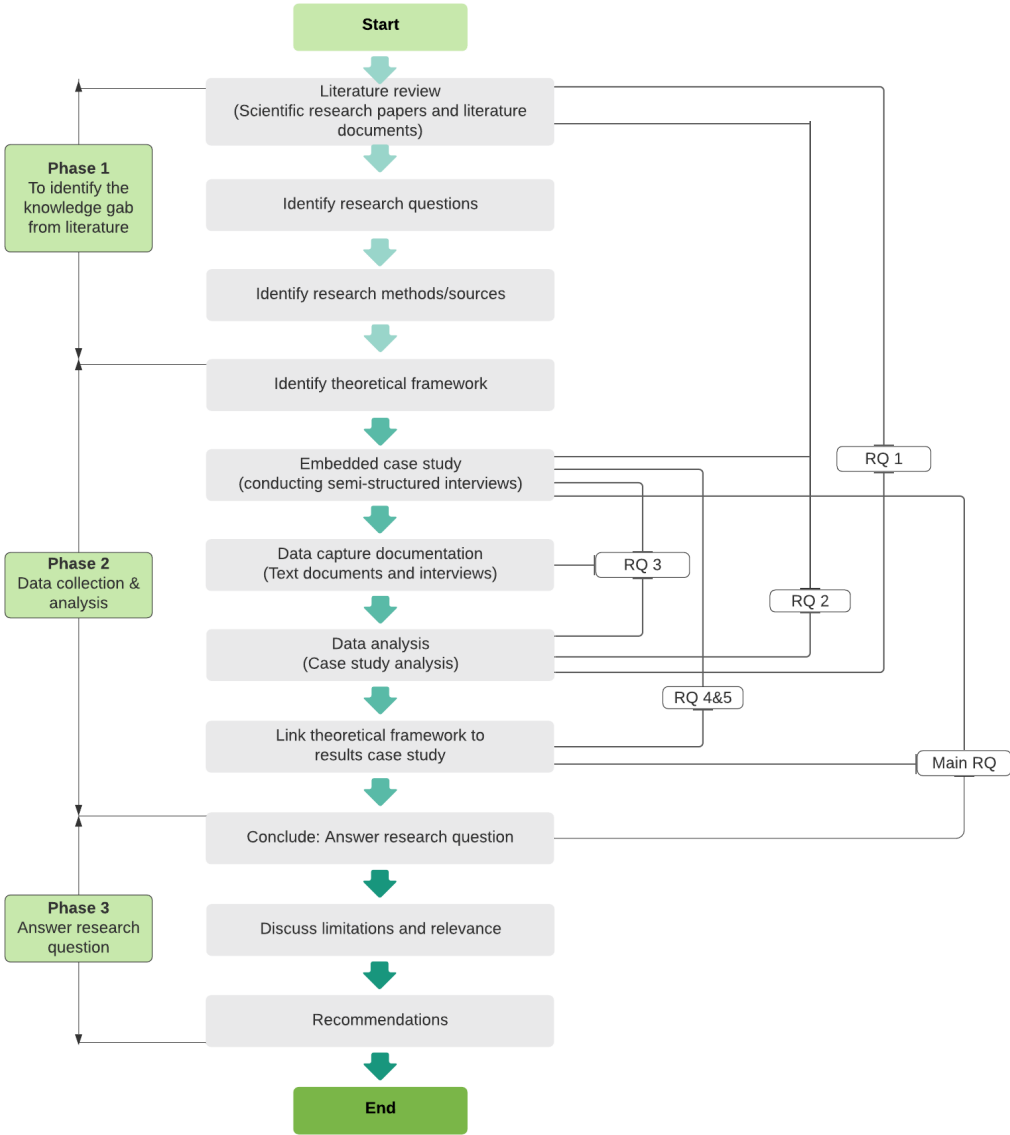 Start
Literature review
(Scientific research papers and literature
documents)
Phase 1
To identify the
knowledge gab
from literature
Identify research questions
Identify research methods/sources
Identify theoretical framework
Embedded case study
(conducting semi-structured interviews)
RQ 1
Phase 2
Data collection &
analysis
Data capture documentation
(Text documents and interviews)
RQ 3
RQ 2
Data analysis
(Case study analysis)
RQ 4&5
Link theoretical framework to
results case study
Main RQ
Conclude: Answer research question
Phase 3
Answer research
question
Discuss limitations and relevance
Recommendations
End